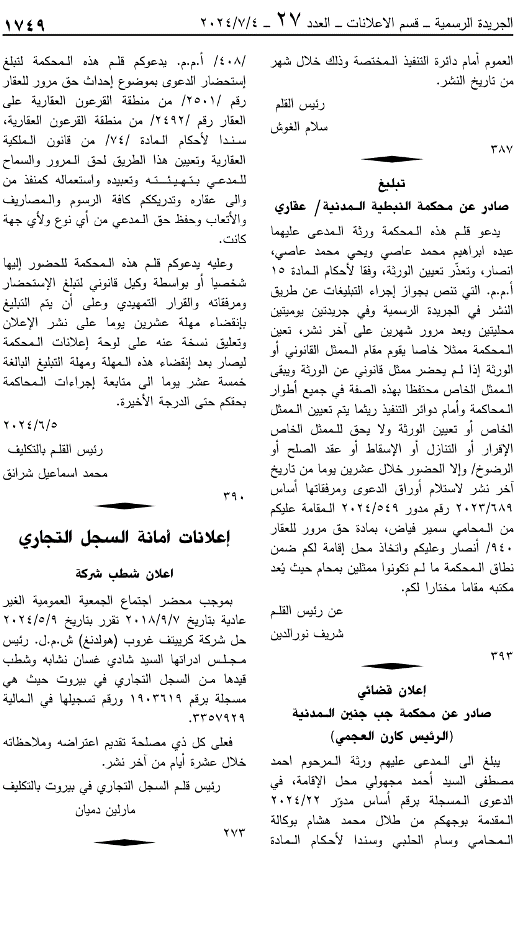 الجريدة الرسمية ـ قسم الاعلانات ـ العدد ٢٧ ـ ٢٠٢٤/٧/٤
١٧٤٩
العموم أمام دائرة التنفيذ المختصة وذلك خلال شهر
من تاريخ النشر.
رئيس القلم
سلام الغوش
٣٨٧
تبليغ
صادر عن محكمة النبطية المدنية/ عقاري
يدعو قلم هذه المحكمة ورثة المدعى عليهما
عبده ابراهيم محمد عاصي ويحي محمد عاصي،
انصار، وتعذّر تعيين الورثة، وفقا لأحكام المادة ١٥
أ.م.م. التي تنص بجواز إجراء التبليغات عن طريق
النشر في الجريدة الرسمية وفي جريدتين يوميتين
محليتين وبعد مرور شهرين على آخر نشر، نعين
المحكمة ممثلا خاصا يقوم مقام الممثل القانوني أو
الورثة إذا لم يحضر ممثل قانوني عن الورثة ويبقى
الممثل الخاص محتفظا بهذه الصفة في جميع أطوار
المحاكمة وأمام دوائر التنفيذ ريثما يتم تعيين الممثل
الخاص أو تعيين الورثة ولا يحق للممثل الخاص
الإقرار أو التنازل أو الإسقاط أو عقد الصلح أو
الرضوخ/ وإلا الحضور خلال عشرين يوما من تاريخ
آخر نشر لاستلام أوراق الدعوى ومرفقاتها أساس
٢٠٢٣/٦٨٩ رقم مدور ٢٠٢٤/٥٤٩ المقامة عليكم
من المحامي سمير فياض، بمادة حق مرور للعقار
٩٤٠/ أنصار وعليكم واتخاذ محل إقامة لكم ضمن
نطاق المحكمة ما لم تكونوا ممثلين بمحام حيث يُعد
مكتبه مقاما مختارا لكم.
عن رئيس القلم
شريف نورالدين
٣٩٣
إعلان قضائي
صادر عن محكمة جب جنين المدنية
(الرئيس كارن العجمي)
يبلغ الى المدعى عليهم ورثة المرحوم احمد
مصطفى السيد أحمد مجهولي محل الإقامة، في
الدعوى المسجلة برقم أساس مدوّر ٢٠٢٤/٢٢
المقدمة بوجهكم من طلال محمد هشام بوكالة
المحامي وسام الحلبي وسندا لأحكام المادة
/٤٠٨/ أ.م.م. يدعوكم قلم هذه المحكمة لتبلغ
إستحضار الدعوى بموضوع إحداث حق مرور للعقار
رقم /٢٥٠١/ من منطقة القرعون العقارية على
العقار رقم /٢٤٩٢/ من منطقة القرعون العقارية،
سندا لأحكام المادة /٧٤/ من قانون الملكية
العقارية وتعيين هذا الطريق لحق المرور والسماح
للمدعي بتهيئته وتعبيده واستعماله كمنفذ من
والى عقاره وتدريككم كافة الرسوم والمصاريف
والأتعاب وحفظ حق المدعي من أي نوع ولأي جهة
كانت.
وعليه يدعوكم قلم هذه المحكمة للحضور إليها
شخصيا أو بواسطة وكيل قانوني لتبلغ الإستحضار
ومرفقاته والقرار التمهيدي وعلى أن يتم التبليغ
بإنقضاء مهلة عشرين يوما على نشر الإعلان
وتعليق نسخة عنه على لوحة إعلانات المحكمة
ليصار بعد إنقضاء هذه المهلة ومهلة التبليغ البالغة
خمسة عشر يوما الى متابعة إجراءات المحاكمة
بحقكم حتى الدرجة الأخيرة.
٢٠٢٤/٦/٥
رئيس القلم بالتكليف
محمد اسماعيل شرانق
٣٩٠
إعلانات أمانة السجل التجاري
اعلان شطب شركة
بموجب محضر اجتماع الجمعية العمومية الغير
عادية بتاريخ ٢٠١٨/٩/٧ تقرر بتاريخ ٢٠٢٤/٥/٩
حل شركة كرييتف غروب (هولدنغ) ش.م.ل. رئيس
مجلس ادراتها السيد شادي غسان نشابه وشطب
قيدها من السجل التجاري في بيروت حيث هي
مسجلة برقم ١٩٠٣٦١٩ ورقم تسجيلها في المالية
٣٣٥٧٩٢٩.
فعلى كل ذي مصلحة تقديم اعتراضه وملاحظاته
خلال عشرة أيام من آخر نشر.
رئيس قلم السجل التجاري في بيروت بالتكليف
مارلين دميان
٢٧٣